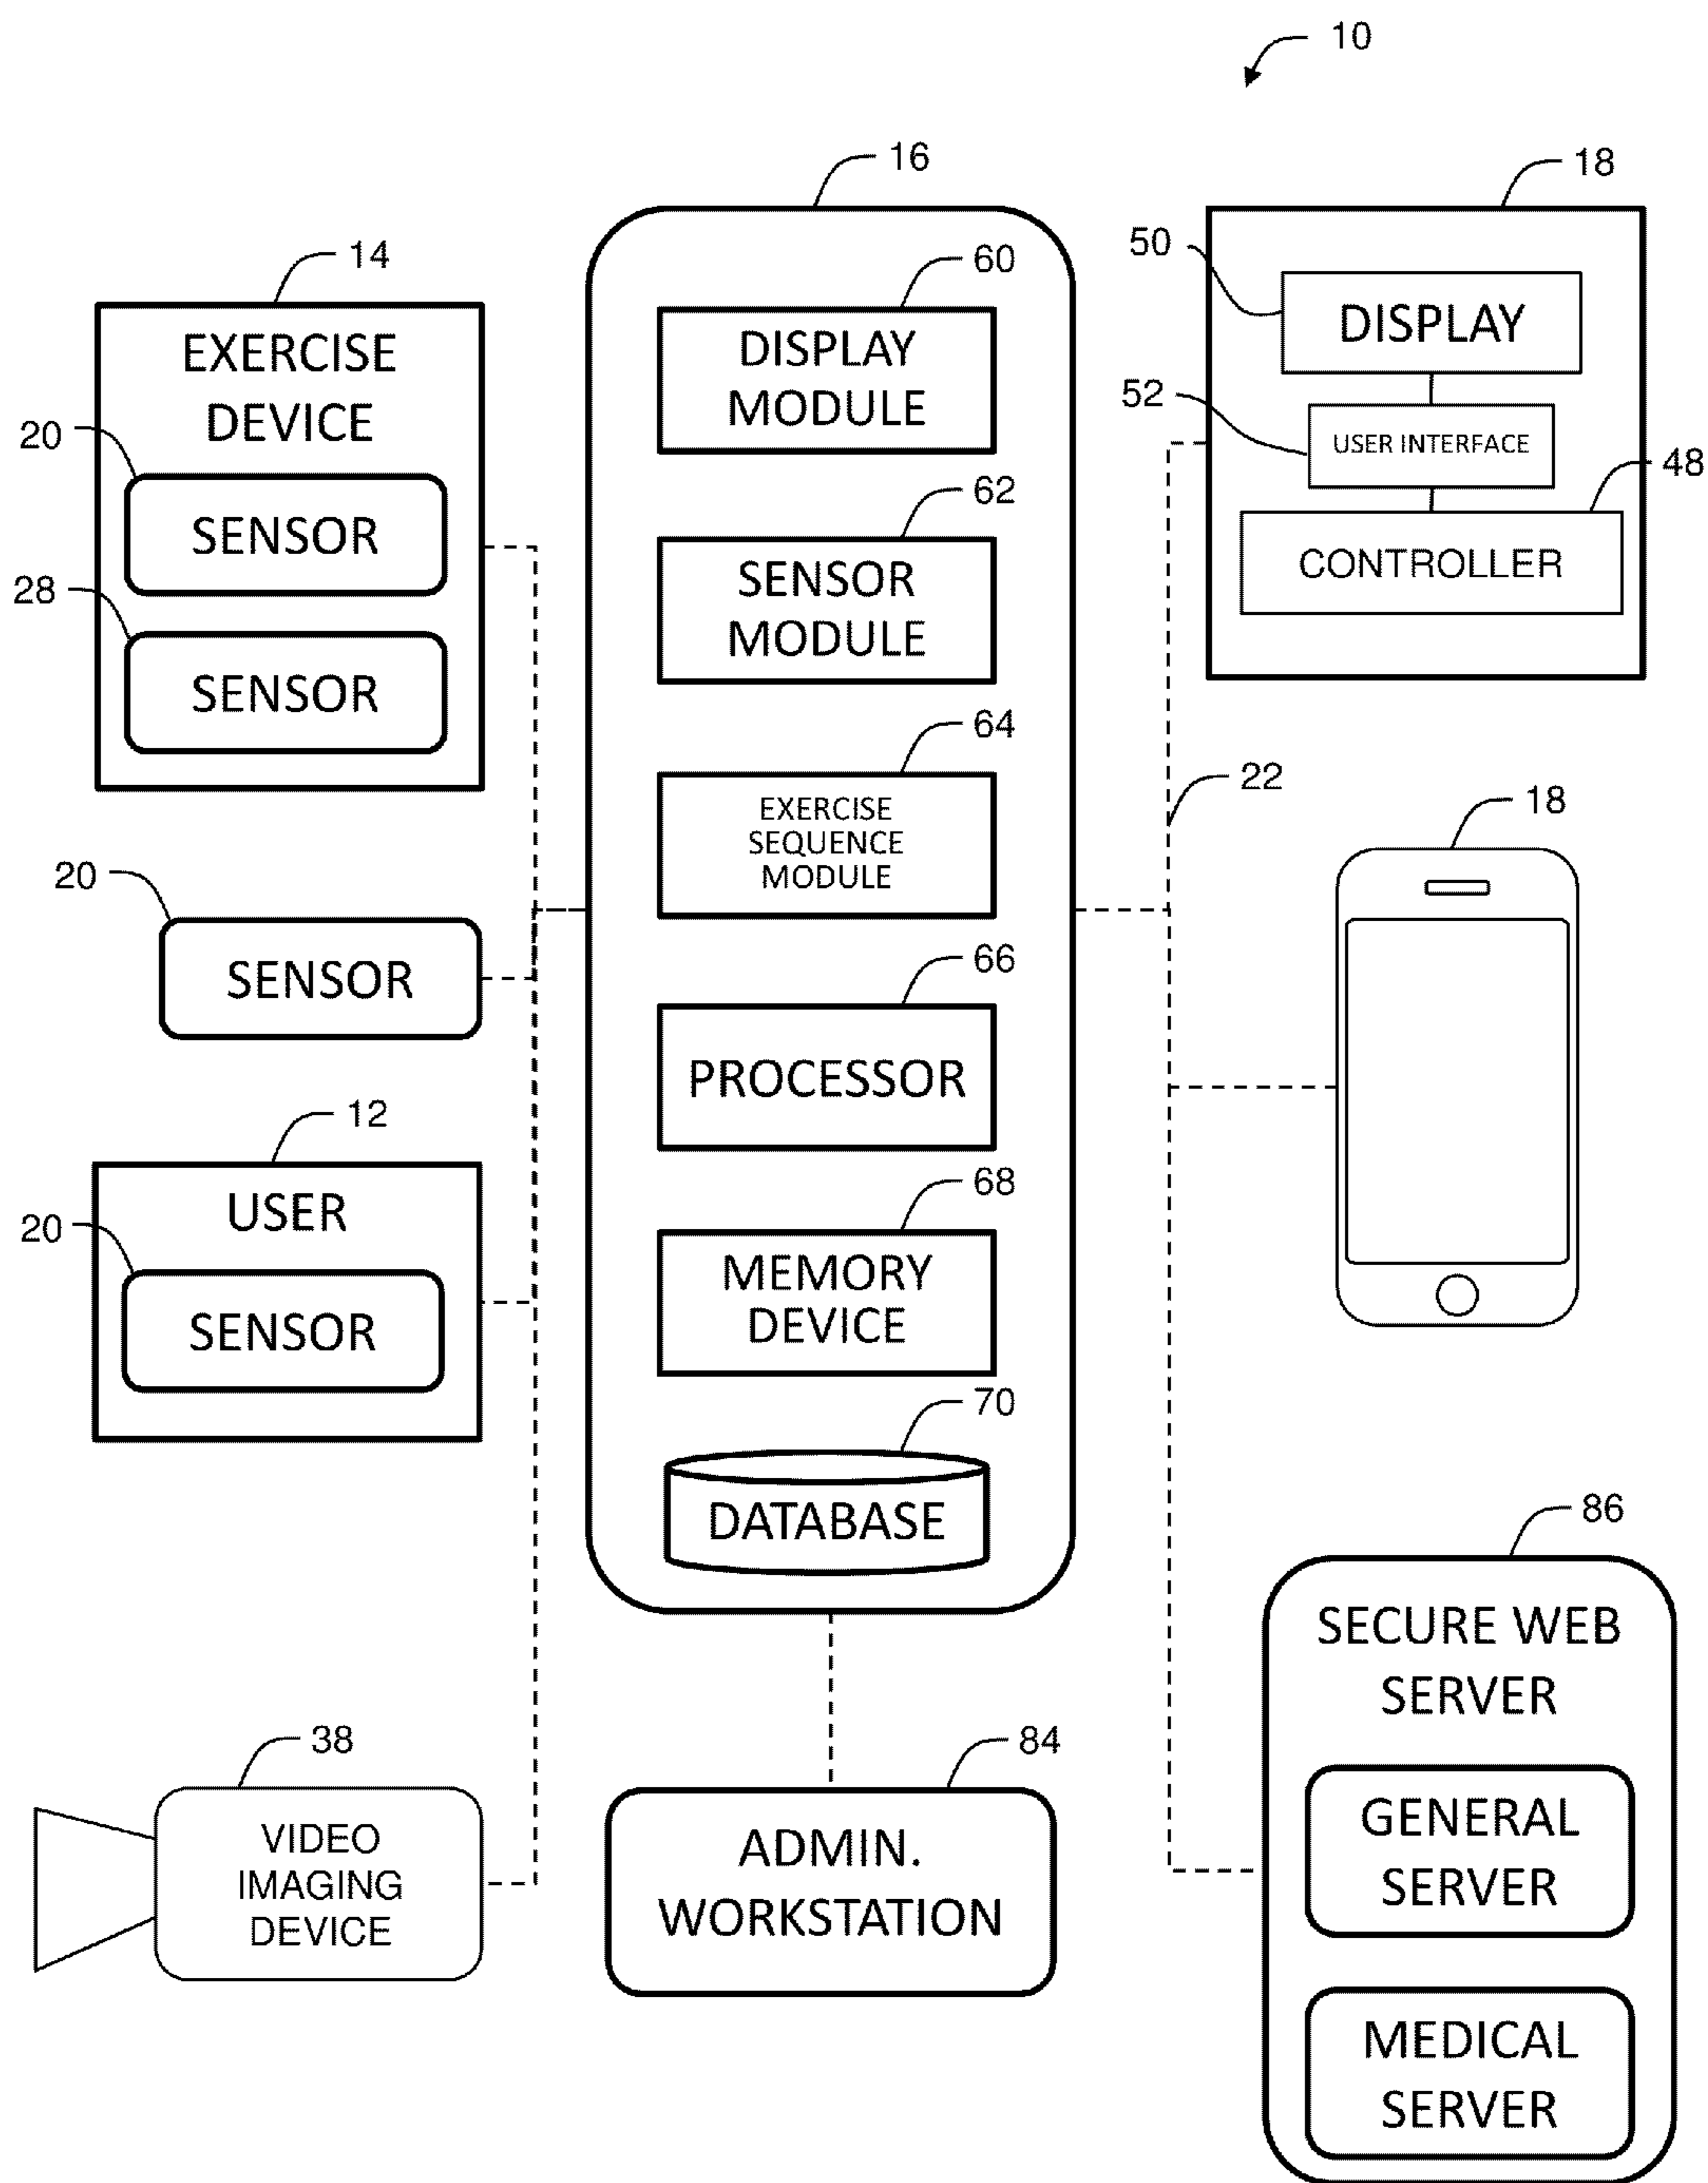 10
16
18
14
60
50
EXERCISE
DEVICE
20
SENSOR
28
SENSOR
DISPLAY
MODULE
DISPLAY
52
USER INTERFACE
48
CONTROLLER
62
SENSOR
MODULE
64
EXERCISE
SEQUENCE
MODULE
22
18
20
SENSOR
66
PROCESSOR
12
USER
20
SENSOR
68
MEMORY
DEVICE
70
DATABASE
86
SECURE WEB
SERVER
GENERAL
SERVER
MEDICAL
SERVER
38
VIDEO
IMAGING
DEVICE
84
ADMIN.
WORKSTATION